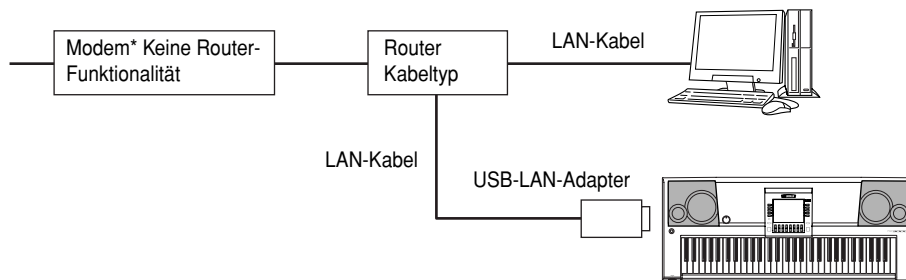 Modem* Keine Router-
Funktionalität
Router
Kabeltyp
LAN-Kabel
LAN-Kabel
USB-LAN-Adapter